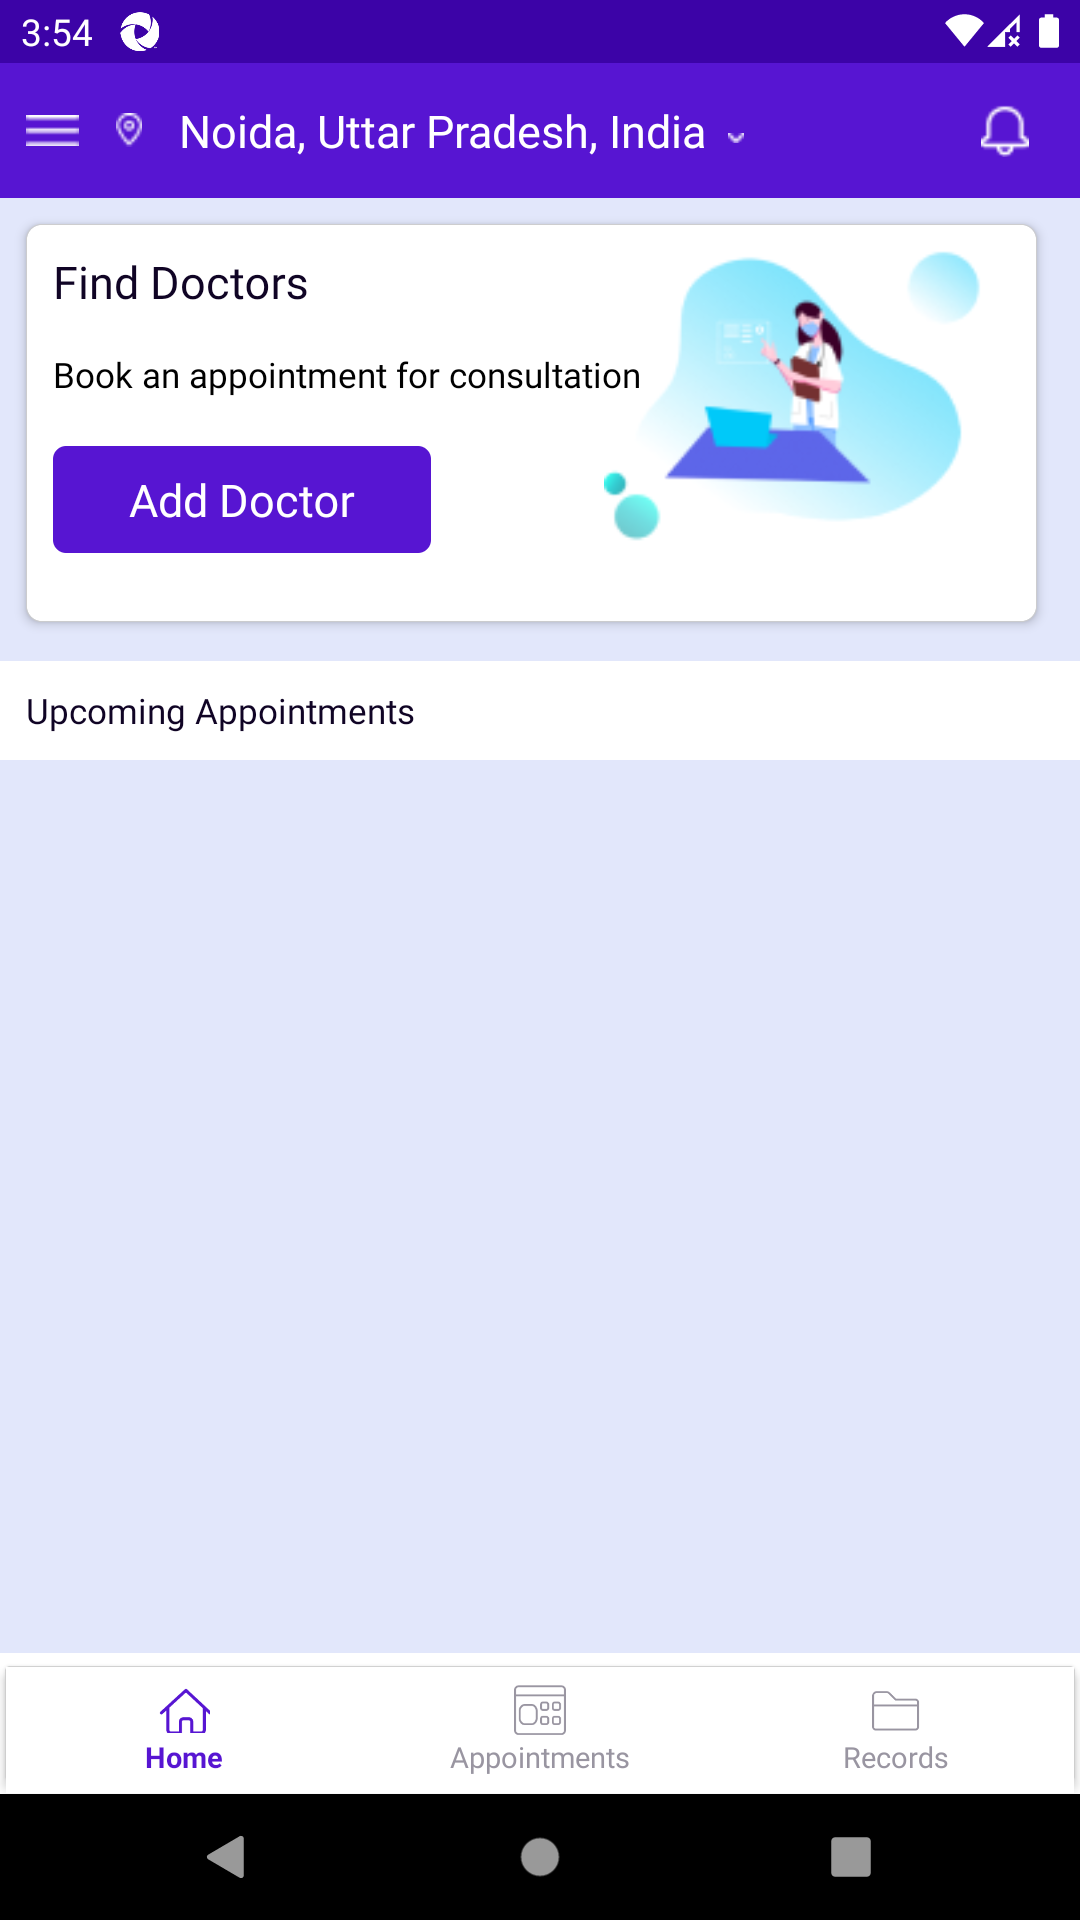 3:54
Noida, Uttar Pradesh, India
Find Doctors
Book an appointment for consultation
Add Doctor
Upcoming Appointments
Home
Appointments
Records